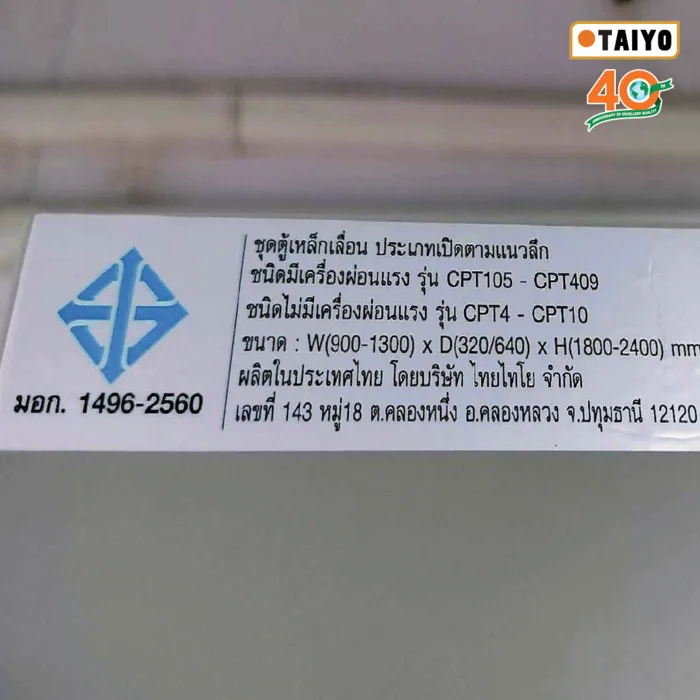 TAIYO
40TH
ANNIVERSARY OF EXCELLENT QUALITY
ชุดตู้เหล็กเลื่อน ประเภทเปิดตามแนวลึก
ชนิดมีเครื่องผ่อนแรง รุ่น CPT105 - CPT409
ชนิดไม่มีเครื่องผ่อนแรง รุ่น CPT4 - CPT10
ขนาด : W(900-1300) x D(320/640) x H(1800-2400) mm
ผลิตในประเทศไทย โดยบริษัท ไทยไทโย จำกัด
เลขที่ 143 หมู่18 ต.คลองหนึ่ง อ.คลองหลวง จ.ปทุมธานี 12120
มอก. 1496-2560